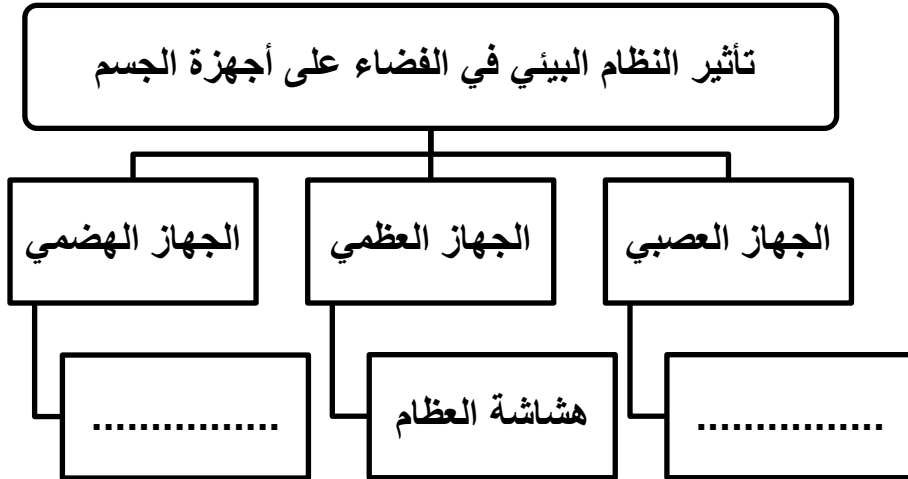 تأثير النظام البيئي في الفضاء على أجهزة الجسم
الجهاز العصبي
الجهاز العظمي
الجهاز الهضمي
................
هشاشة العظام
................